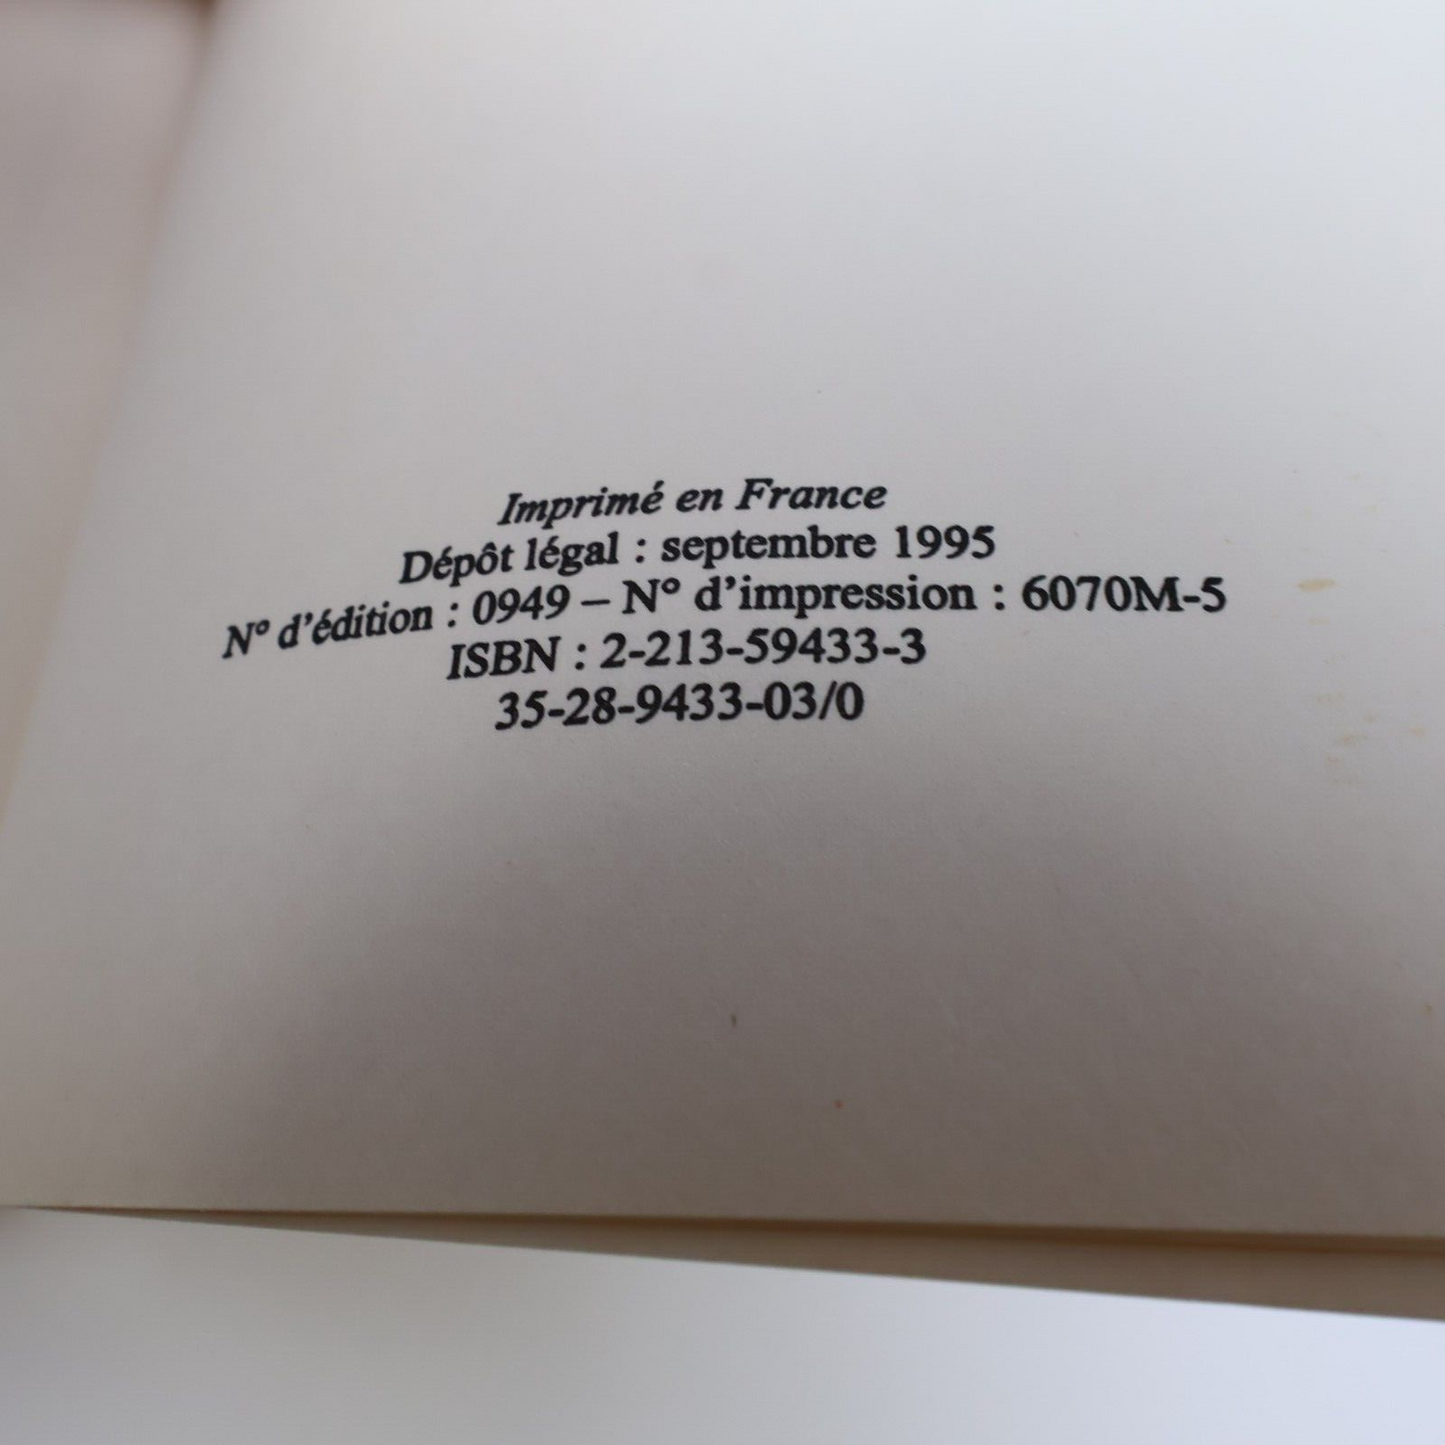 Imprimé en France
Dépôt légal : septembre 1995
N° d'édition : 0949 – N° d'impression : 6070M-5
ISBN : 2-213-59433-3
35-28-9433-03/0